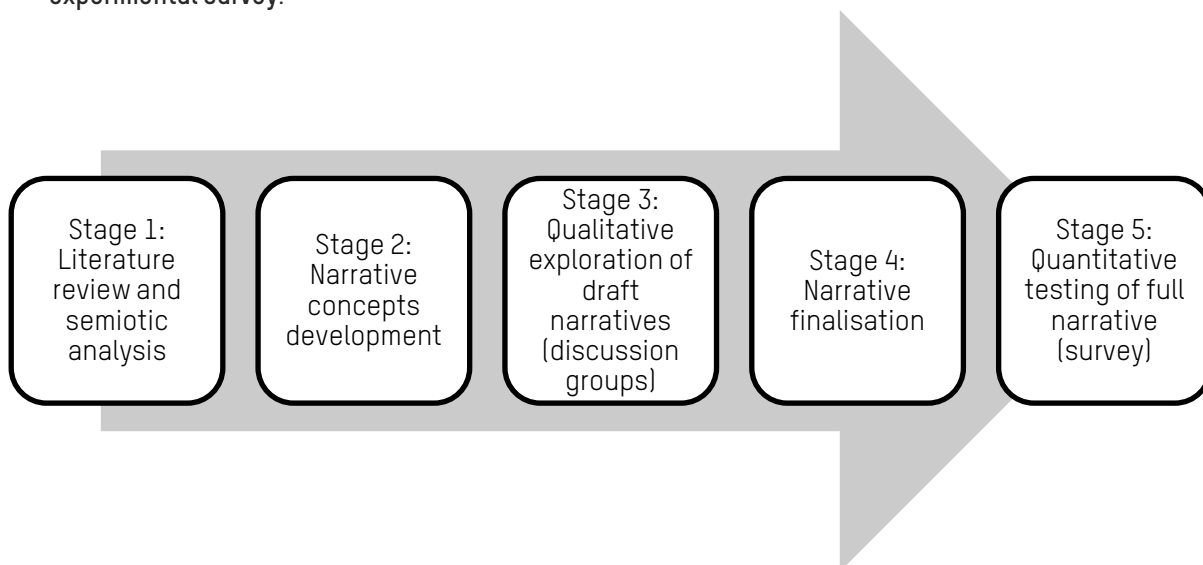 experimental survey.
Stage 1:
Literature
review and
semiotic
analysis
Stage 2:
Narrative
concepts
development
Stage 3:
Qualitative
exploration of
draft
narratives
(discussion
groups)
Stage 4:
Narrative
finalisation
Stage 5:
Quantitative
testing of full
narrative
(survey)